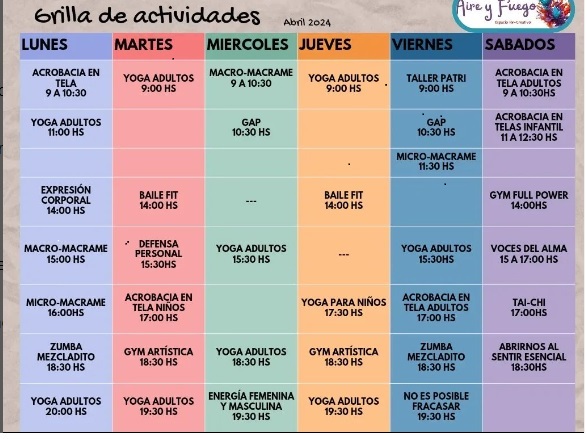 Grilla de actividades
Abril 2024
Aire y Fuego
LUNES MARTES MIERCOLES JUEVES VIERNES SABADOS
ACROBACIA EN
TELA
9 A 10:30
YOGA ADULTOS
9:00 HS
MACRO-MACRAME
9 A 10:30
YOGA ADULTOS
9:00 HS
TALLER PATRI
9:00 HS
ACROBACIA EN
TELA ADULTOS
9 A 10:30HS
YOGA ADULTOS
11:00 HS
GAP
10:30 HS
GAP
10:30 HS
ACROBACIA EN
TELAS INFANTIL
11 A 12:30 HS
MICRO-MACRAME
11:30 HS
EXPRESIÓN
CORPORAL
14:00 HS
BAILE FIT
14:00 HS
---
BAILE FIT
14:00 HS
GYM FULL POWER
14:00HS
MACRO-MACRAME
15:00 HS
DEFENSA
PERSONAL
15:30HS
YOGA ADULTOS
15:30 HS
---
YOGA ADULTOS
15:30HS
VOCES DEL ALMA
15 A 17:00 HS
MICRO-MACRAME
16:00HS
ACROBACIA EN
TELA NIÑOS
17:00 HS
YOGA PARA NIÑOS
17:30 HS
ACROBACIA EN
TELA ADULTOS
17:00 HS
TAI-CHI
17:00HS
ZUMBA
MEZCLADITO
18:30 HS
GYM ARTÍSTICA
18:30 HS
YOGA ADULTOS
18:30 HS
GYM ARTÍSTICA
18:30 HS
ZUMBA
MEZCLADITO
18:30 HS
ABRIRNOS AL
SENTIR ESENCIAL
18:30HS
YOGA ADULTOS
20:00 HS
YOGA ADULTOS
19:30 HS
ENERGÍA FEMENINA
Y MASCULINA
19:30 HS
YOGA ADULTOS
19:30 HS
NO ES POSIBLE
FRACASAR
19:30 HS